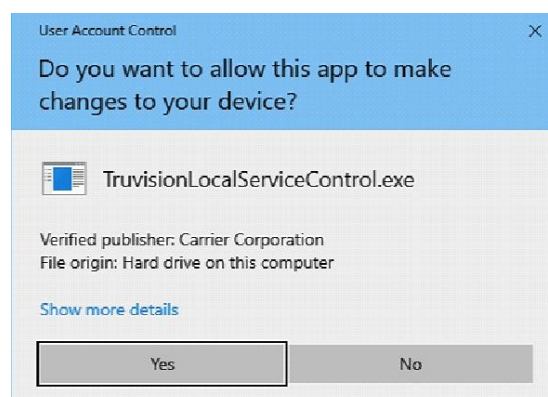 User Account Control
Do you want to allow this app to make
changes to your device?
TruvisionLocalServiceControl.exe
Verified publisher: Carrier Corporation
File origin: Hard drive on this computer
Show more details
Yes
No